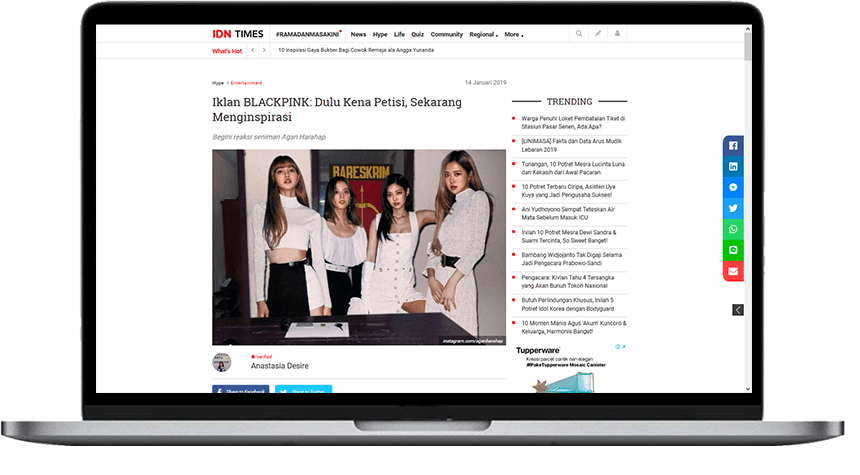 IDN TIMES
#RAMADANMASAKINI
News Hype Life Quiz Community Regional More
What's Hot
10 Inspirasi Gaya Bukber Bagi Cowok Remaja ala Angga Yunanda
Hype > Entertainment
14 Januari 2019
Iklan BLACKPINK: Dulu Kena Petisi, Sekarang
Menginspirasi
Begini reaksi seniman Agan Harahap
BARESKRIM
instagram.com/aganharahap
Verified
Anastasia Desire
Share to Facebook
Share to Twitter
TRENDING
Warga Penuhi Loket Pembatalan Tiket di
Stasiun Pasar Senen, Ada Apa?
[LINIMASA] Fakta dan Data Arus Mudik
Lebaran 2019
Tunangan, 10 Potret Mesra Lucinta Luna
dan Kekasih dari Awal Pacaran
10 Potret Terbaru Ciripa, Asisten Uya
Kuya yang Jadi Pengusaha Sukses!
Ani Yudhoyono Sempat Teteskan Air
Mata Sebelum Masuk ICU
Inilah 10 Potret Mesra Dewi Sandra &
Suami Tercinta, So Sweet Banget!
Bambang Widjojanto Tak Digaji Selama
Jadi Pengacara Prabowo-Sandi
Pengacara: Kivlan Tahu 4 Tersangka
yang Akan Bunuh Tokoh Nasional
Butuh Perlindungan Khusus, Inilah 5
Potret Idol Korea dengan Bodyguard
10 Momen Manis Agus 'Akum' Kuncoro &
Keluarga, Harmonis Banget!
Tupperware
Kreasi parcel cantik nan elegan
#PakeTupperware Mosaic Canister